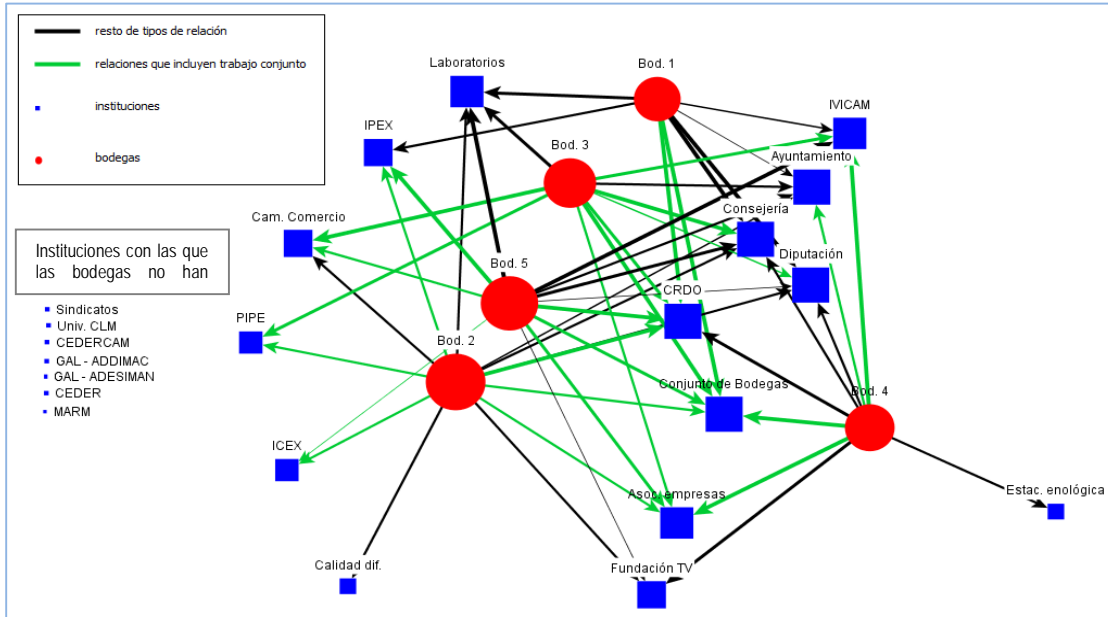 resto de tipos de relación
relaciones que incluyen trabajo conjunto
instituciones
bodegas
Instituciones con las que
las bodegas no han
Sindicatos
Univ. CLM
CEDERCAM
GAL - ADDIMAC
GAL - ADESIMAN
CEDER
MARM
Laboratorios
Bod. 1
IVICAM
IPEX
Bod. 3
Ayuntamiento
Cam. Comercio
Consejería
Bod. 5
Diputación
CRDO
PIPE
Bod. 2
Conjunto de Bodegas
Bod. 4
ICEX
Asoc. empresas
Estac. enológica
Calidad dif.
Fundación TV